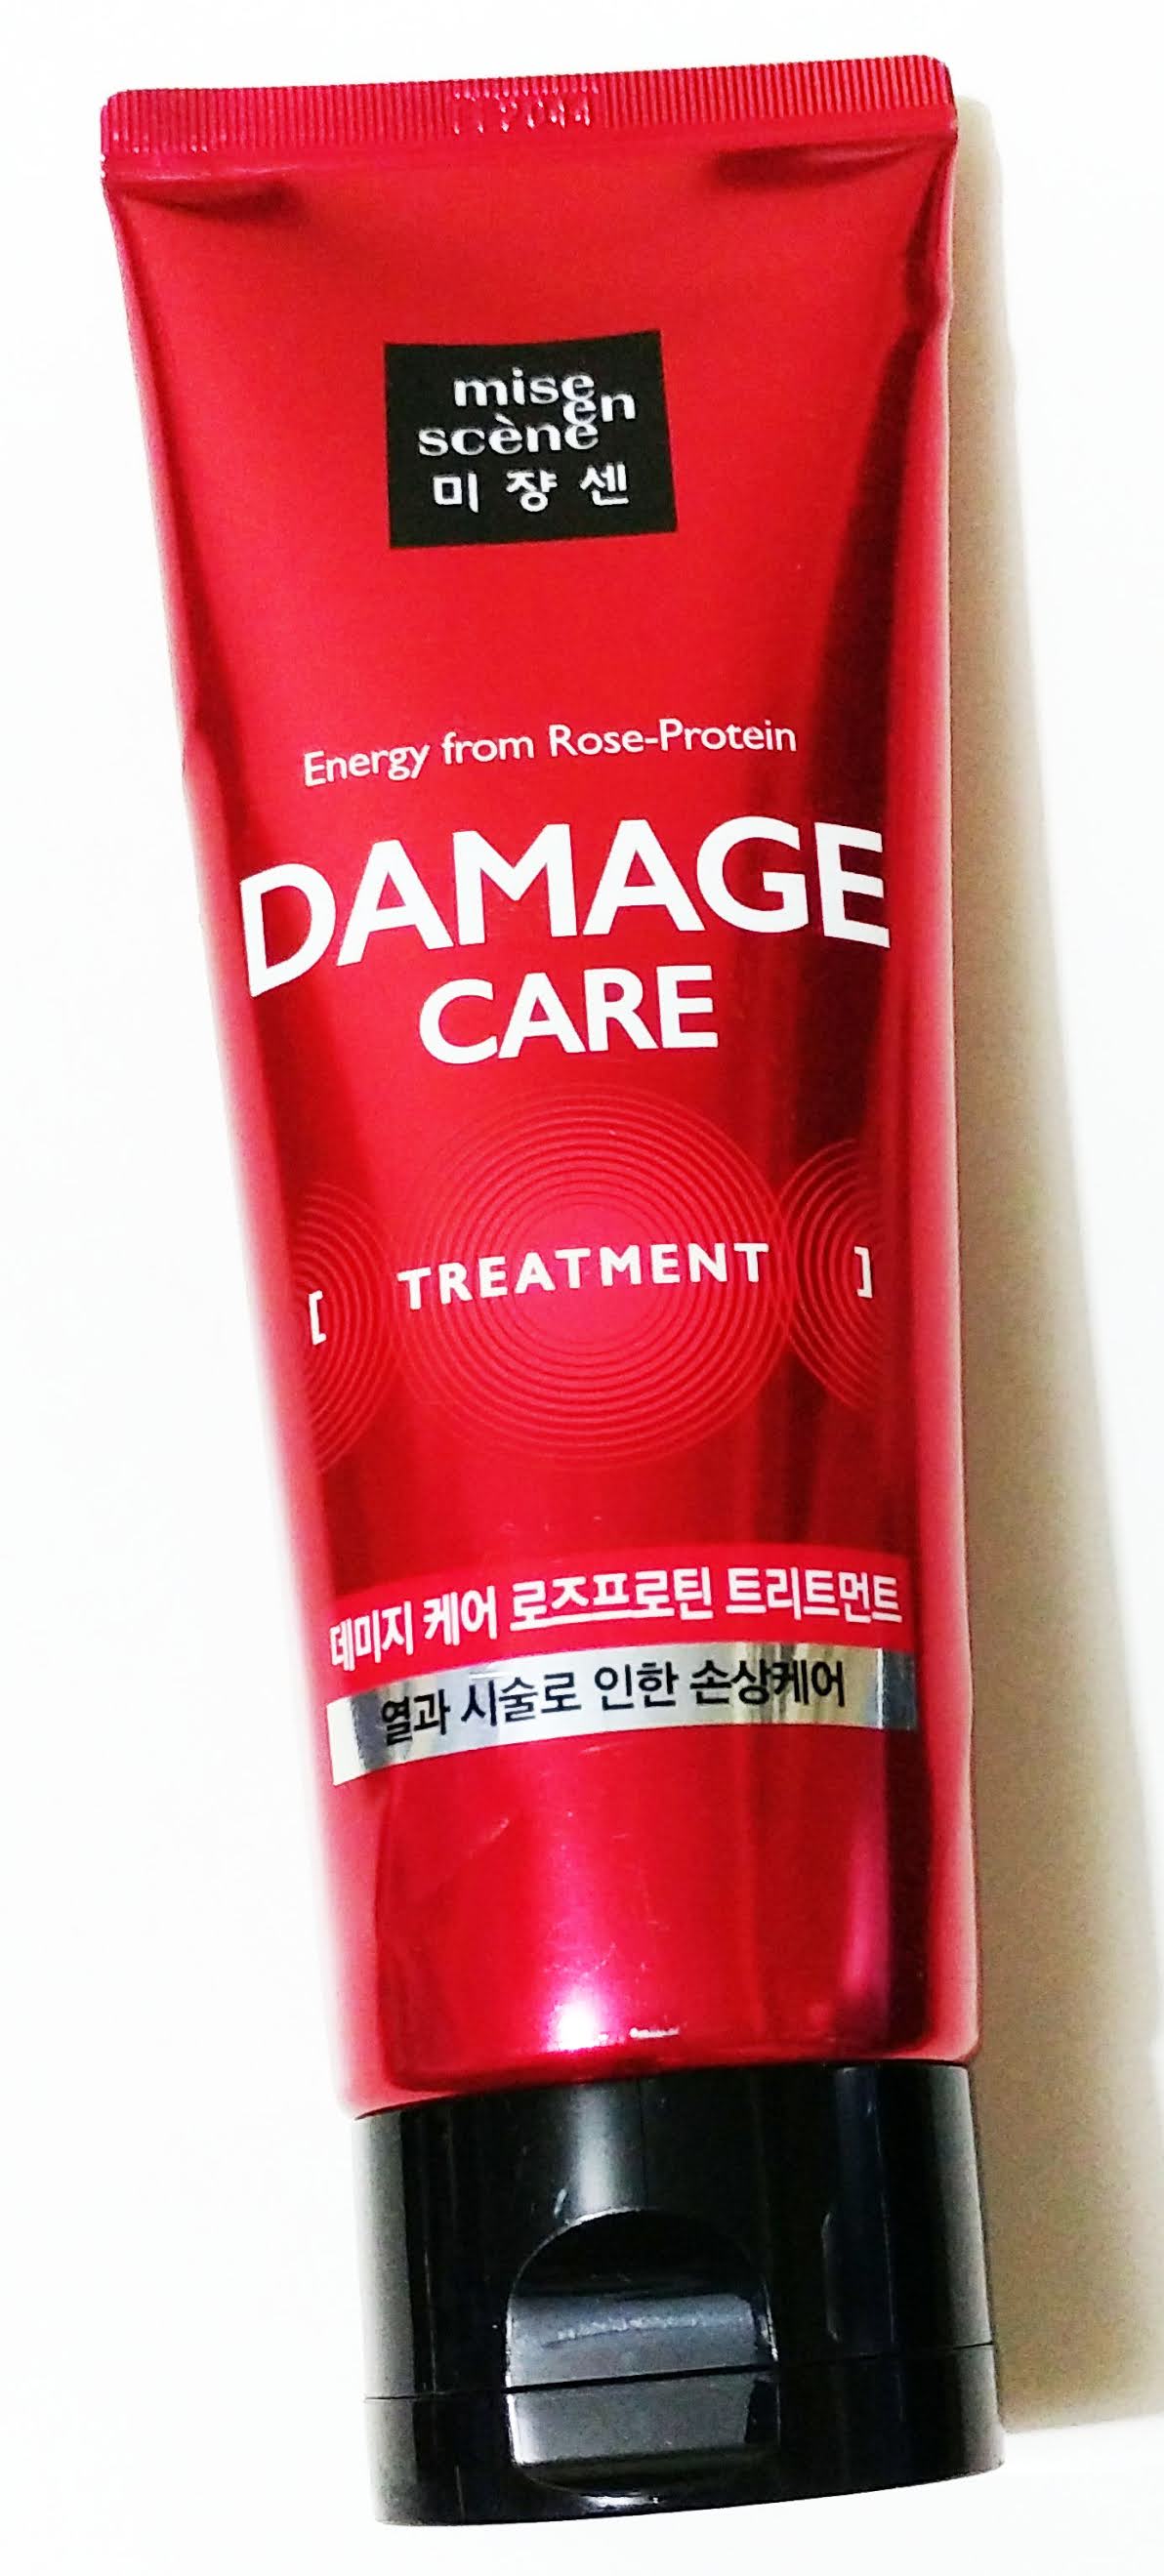 mise
en
scène
미쟝센
Energy from Rose-Protein
DAMAGE
CARE
[ TREATMENT ]
데미지 케어 로즈프로틴 트리트먼트
열과 시술로 인한 손상케어